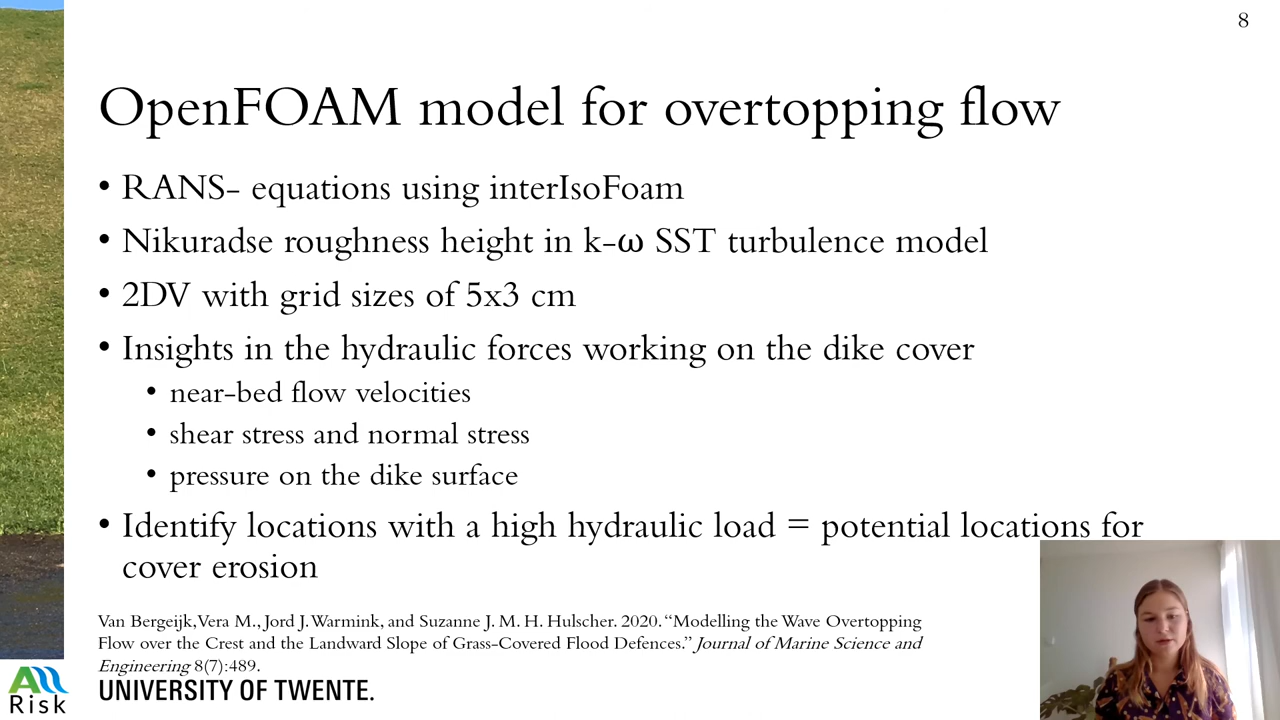 8
OpenFOAM model for overtopping flow
• RANS- equations using interIsoFoam
• Nikuradse roughness height in k-ω SST turbulence model
• 2DV with grid sizes of 5x3 cm
• Insights in the hydraulic forces working on the dike cover
• near-bed flow velocities
• shear stress and normal stress
• pressure on the dike surface
• Identify locations with a high hydraulic load = potential locations for
cover erosion
Van Bergeijk,Vera M., Jord J. Warmink, and Suzanne J. M. H. Hulscher. 2020. “Modelling the Wave Overtopping
Flow over the Crest and the Landward Slope of Grass-Covered Flood Defences.” Journal of Marine Science and
Engineering 8(7):489.
All
Risk
UNIVERSITY OF TWENTE.